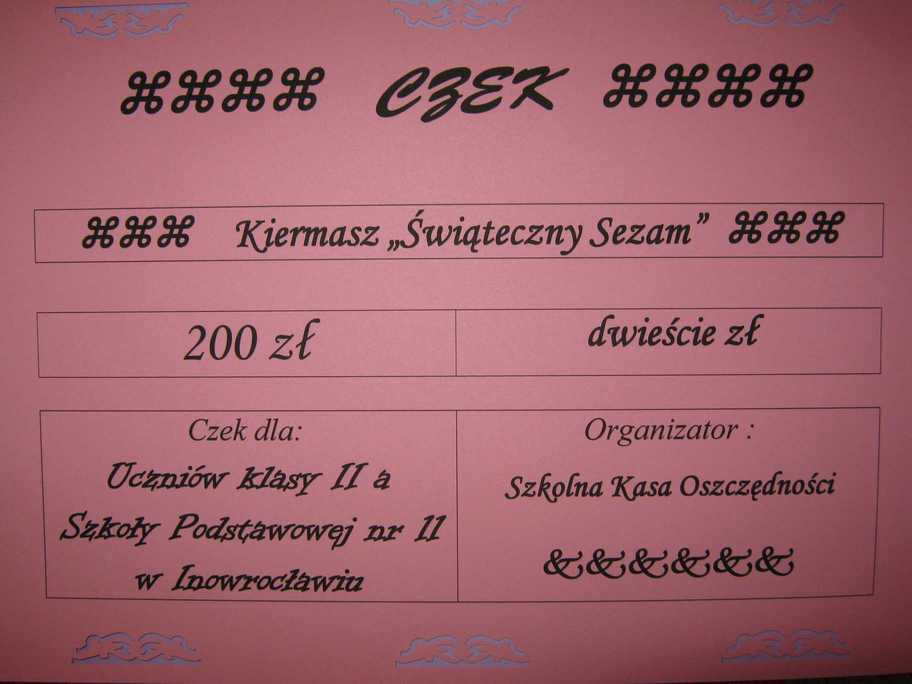 ⌘⌘⌘⌘ CZEK ⌘⌘⌘⌘
⌘⌘⌘ Kiermasz „Świąteczny Sezam” ⌘⌘⌘
200 zł
dwieście zł
Czek dla:
Uczniów klasy II a
Szkoły Podstawowej nr 11
w Inowrocławiu
Organizator :
Szkolna Kasa Oszczędności
&&&&&&